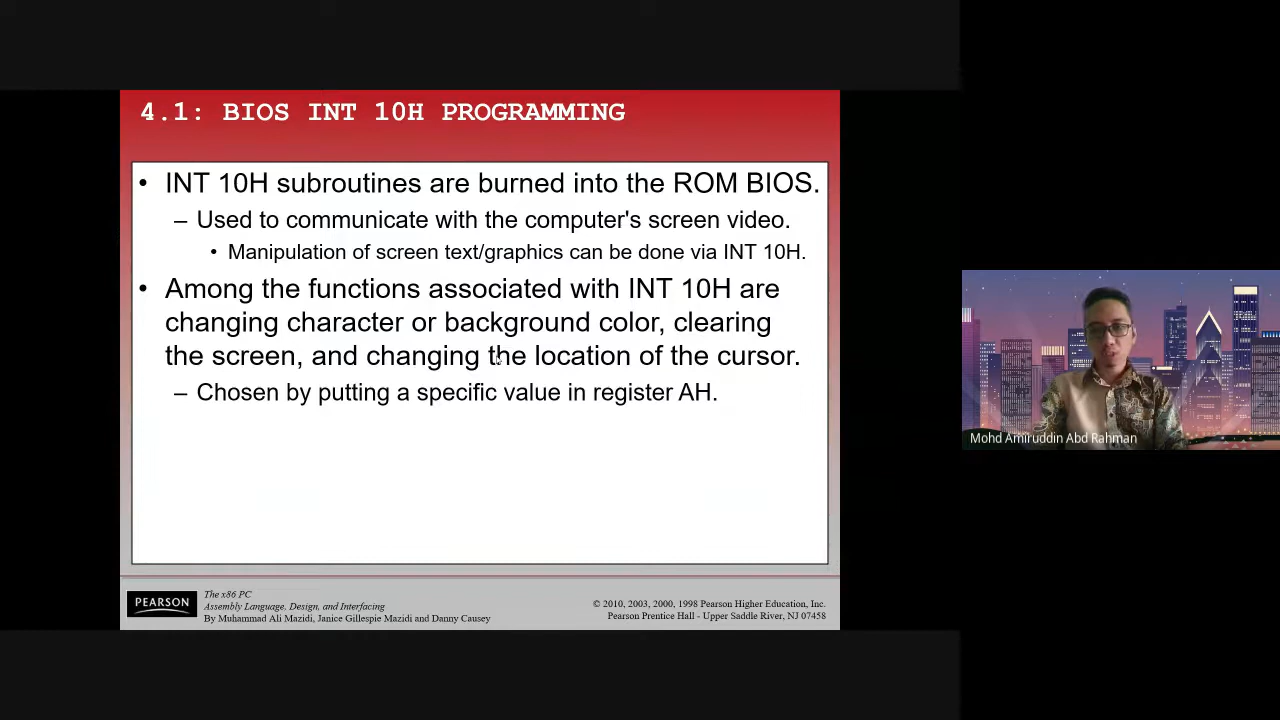 4.1: BIOS INT 10H PROGRAMMING
• INT 10H subroutines are burned into the ROM BIOS.
– Used to communicate with the computer's screen video.
• Manipulation of screen text/graphics can be done via INT 10H.
• Among the functions associated with INT 10H are
changing character or background color, clearing
the screen, and changing the location of the cursor.
– Chosen by putting a specific value in register AH.
PEARSON
The x86 PC
Assembly Language, Design, and Interfacing
By Muhammad Ali Mazidi, Janice Gillespie Mazidi and Danny Causey
© 2010, 2003, 2000, 1998 Pearson Higher Education, Inc.
Pearson Prentice Hall - Upper Saddle River, NJ 07458
Mohd Amiruddin Abd Rahman